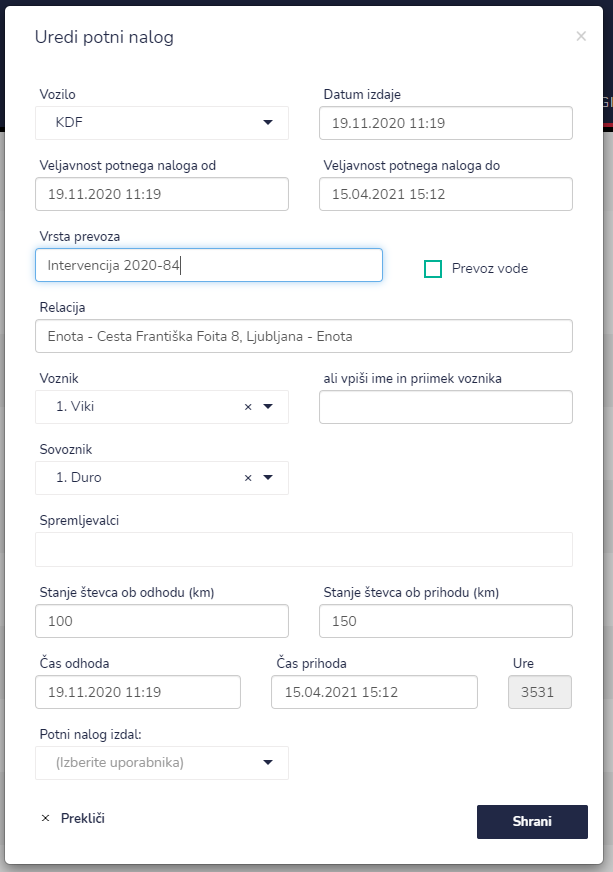 Uredi potni nalog
×
Vozilo
Datum izdaje
KDF
19.11.2020 11:19
Veljavnost potnega naloga od
Veljavnost potnega naloga do
19.11.2020 11:19
15.04.2021 15:12
Vrsta prevoza
Intervencija 2020-84
Prevoz vode
Relacija
Enota - Cesta Františka Foita 8, Ljubljana - Enota
Voznik
ali vpiši ime in priimek voznika
1. Viki ×
Sovoznik
1. Duro ×
Spremljevalci
Stanje števca ob odhodu (km)
Stanje števca ob prihodu (km)
100
150
Čas odhoda
Čas prihoda
Ure
19.11.2020 11:19
15.04.2021 15:12
3531
Potni nalog izdal:
(Izberite uporabnika)
× Prekliči
Shrani